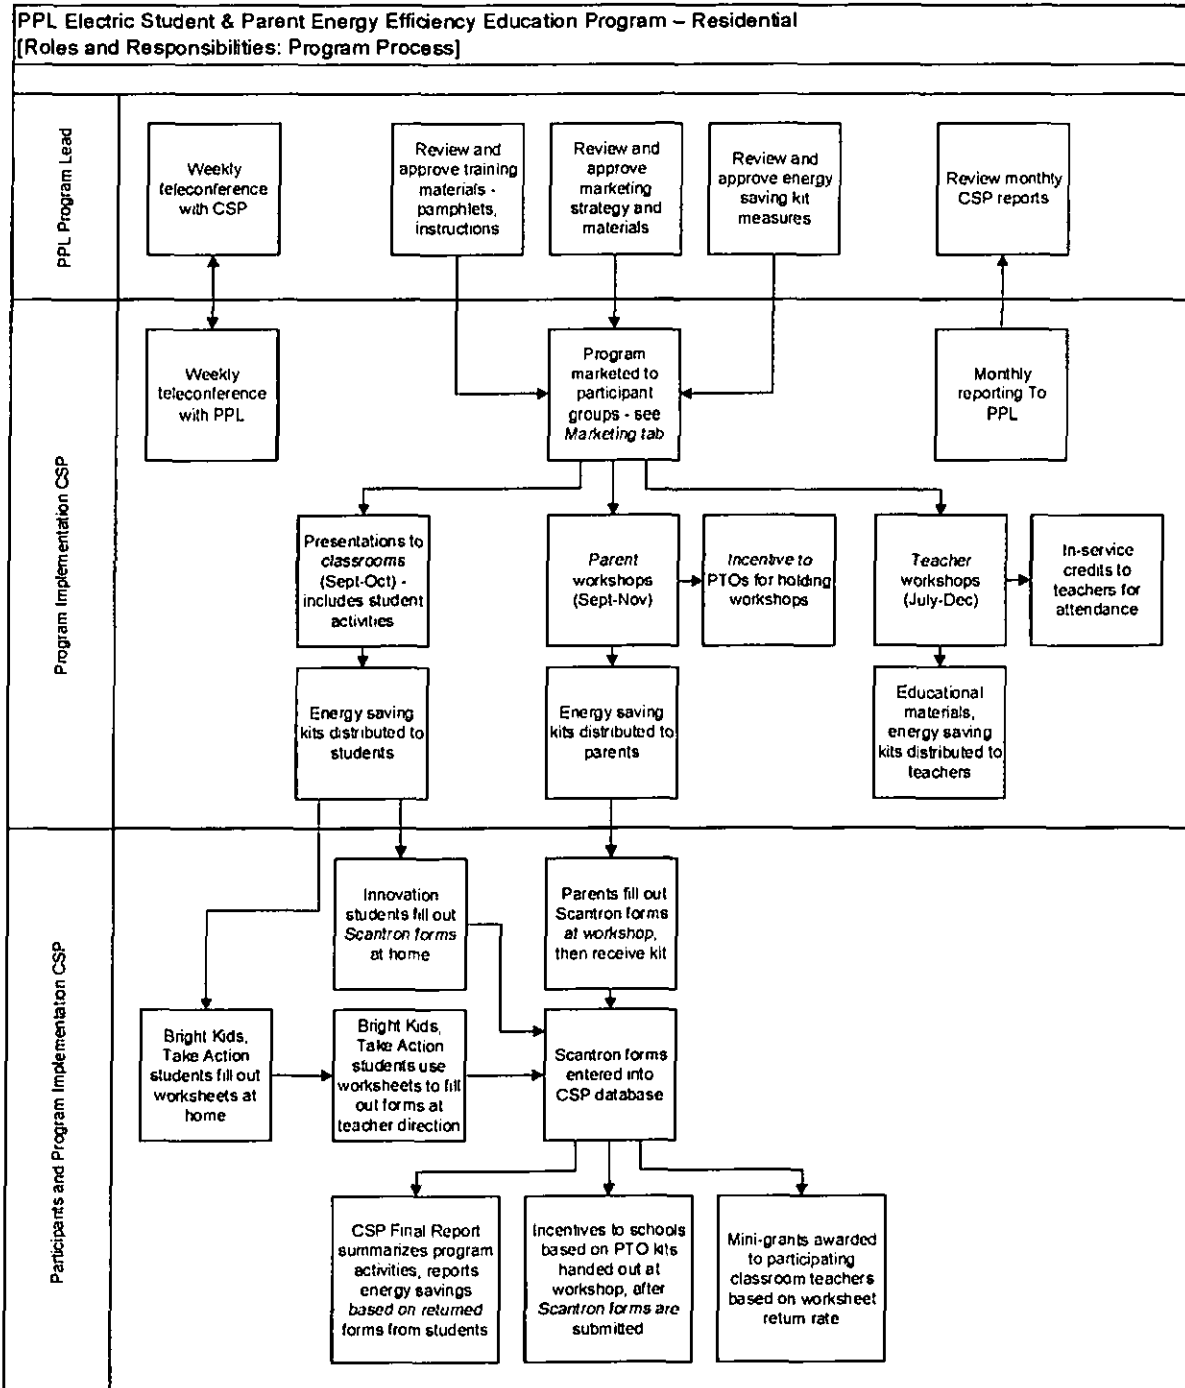 PPL Electric Student & Parent Energy Efficiency Education Program – Residential
[Roles and Responsibilities: Program Process]
PPL Program Lead
Weekly
teleconference
with CSP
Review and
approve training
materials -
pamphlets,
instructions
Review and
approve
marketing
strategy and
materials
Review and
approve energy
saving kit
measures
Review monthly
CSP reports
Program Implementation CSP
Weekly
teleconference
with PPL
Program
marketed to
participant
groups - see
Marketing tab
Monthly
reporting To
PPL
Presentations to
classrooms
(Sept-Oct) -
includes student
activities
Parent
workshops
(Sept-Nov)
Incentive to
PTOs for holding
workshops
Teacher
workshops
(July-Dec)
In-service
credits to
teachers for
attendance
Energy saving
kits distributed to
students
Energy saving
kits distributed to
parents
Educational
materials,
energy saving
kits distributed to
teachers
Participants and Program Implementation CSP
Innovation
students fill out
Scantron forms
at home
Parents fill out
Scantron forms
at workshop,
then receive kit
Bright Kids,
Take Action
students fill out
worksheets at
home
Bright Kids,
Take Action
students use
worksheets to fill
out forms at
teacher direction
Scantron forms
entered into
CSP database
CSP Final Report
summarizes program
activities, reports
energy savings
based on returned
forms from students
Incentives to schools
based on PTO kits
handed out at
workshop, after
Scantron forms are
submitted
Mini-grants awarded
to participating
classroom teachers
based on worksheet
return rate